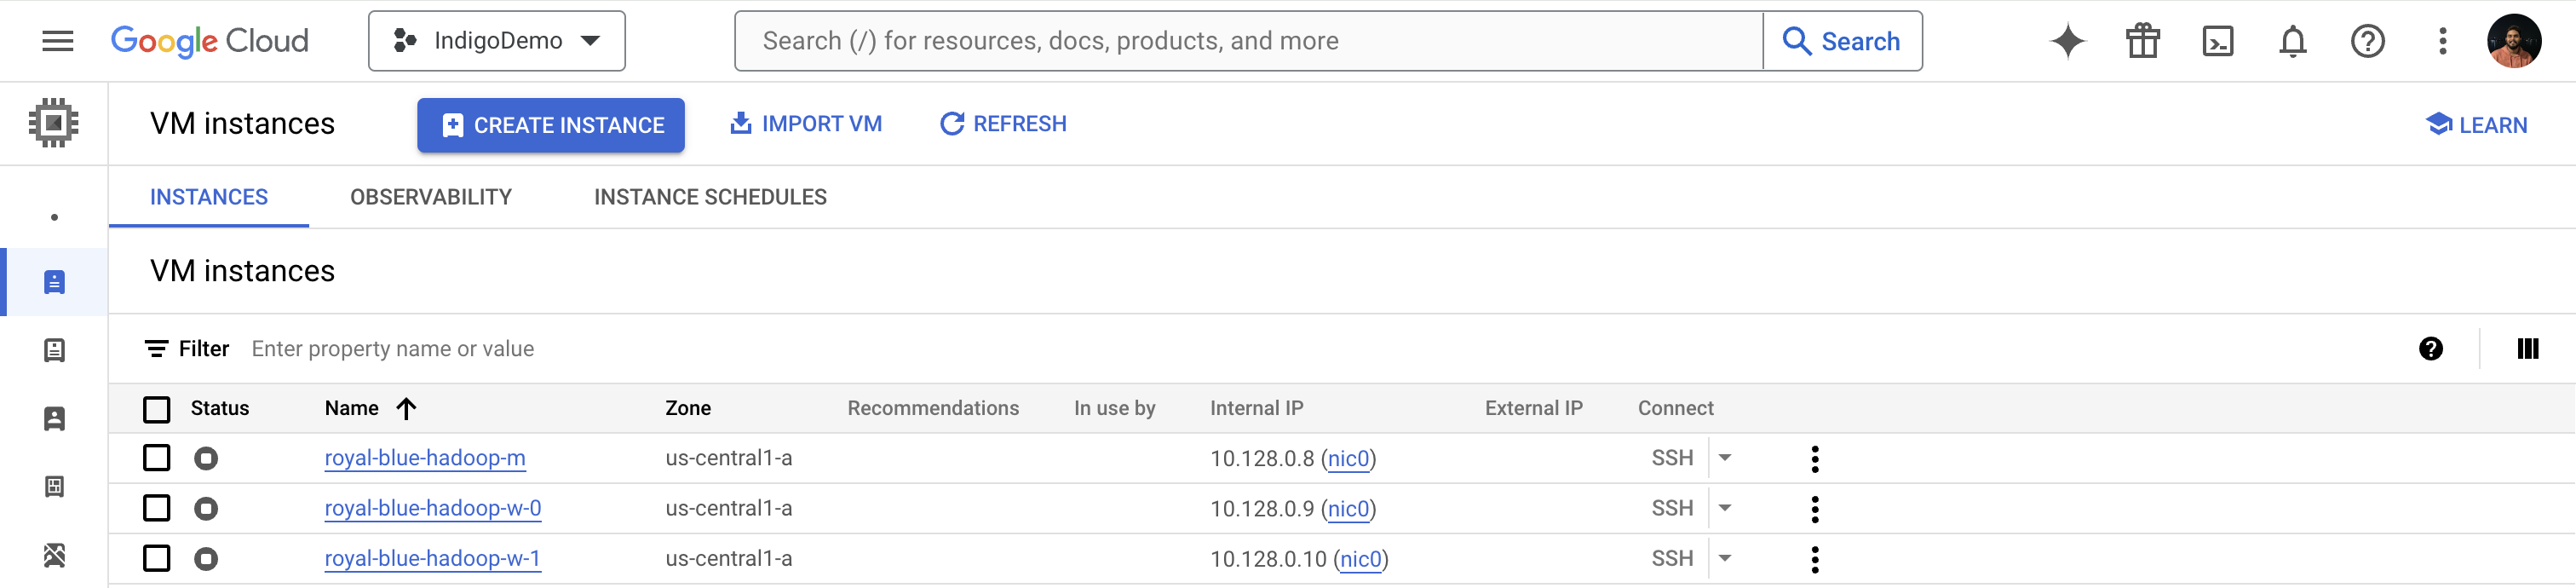 Google Cloud IndigoDemo Search (/) for resources, docs, products, and more Search
VM instances CREATE INSTANCE IMPORT VM REFRESH LEARN
INSTANCES OBSERVABILITY INSTANCE SCHEDULES
VM instances
Filter Enter property name or value
Status Name Zone Recommendations In use by Internal IP External IP Connect
royal-blue-hadoop-m us-central1-a 10.128.0.8 (nic0) SSH
royal-blue-hadoop-w-0 us-central1-a 10.128.0.9 (nic0) SSH
royal-blue-hadoop-w-1 us-central1-a 10.128.0.10 (nic0) SSH